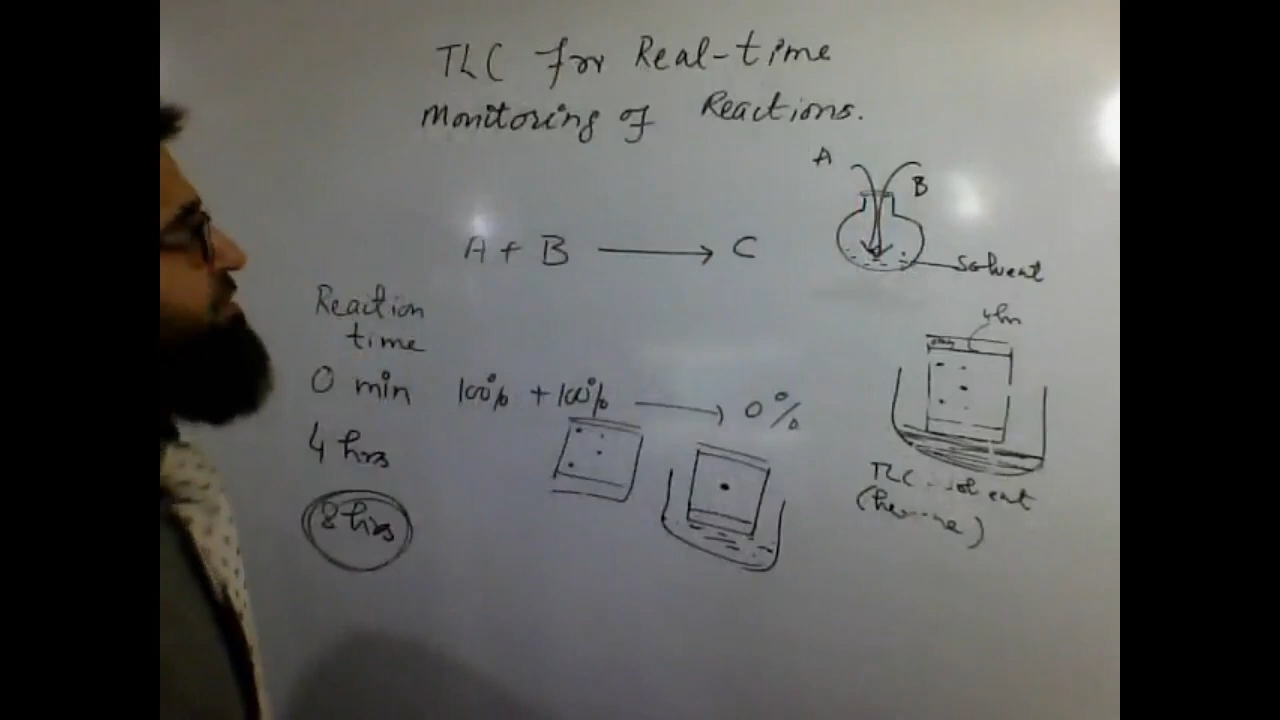 TLC for Real-time
Monitoring of Reactions.
A
B
A + B → C
Solvent
Reaction
time
0 min 100% + 100% → 0%
4 hrs
8 hrs
TLC solvent